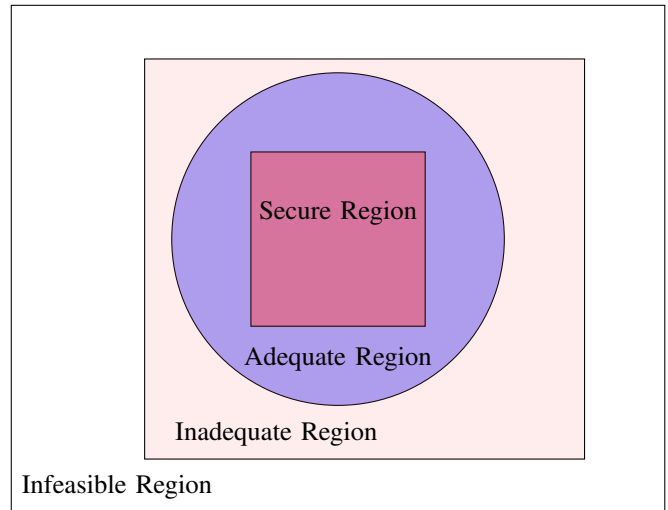 Secure Region
Adequate Region
Inadequate Region
Infeasible Region